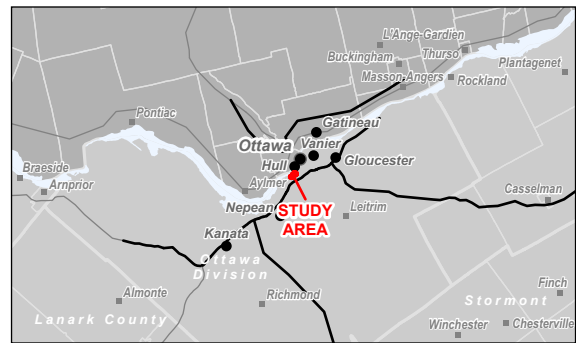 L'Ange-Gardien
Buckingham
Thurso
Plantagenet
Masson-Angers
Rockland
Pontiac
Gatineau
Ottawa
Vanier
Hull
Gloucester
Braeside
Arnprior
Aylmer
Casselman
Nepean
STUDY
AREA
Leitrim
Kanata
Ottawa
Division
Finch
Almonte
Richmond
Stormont
Lanark County
Chesterville
Winchester